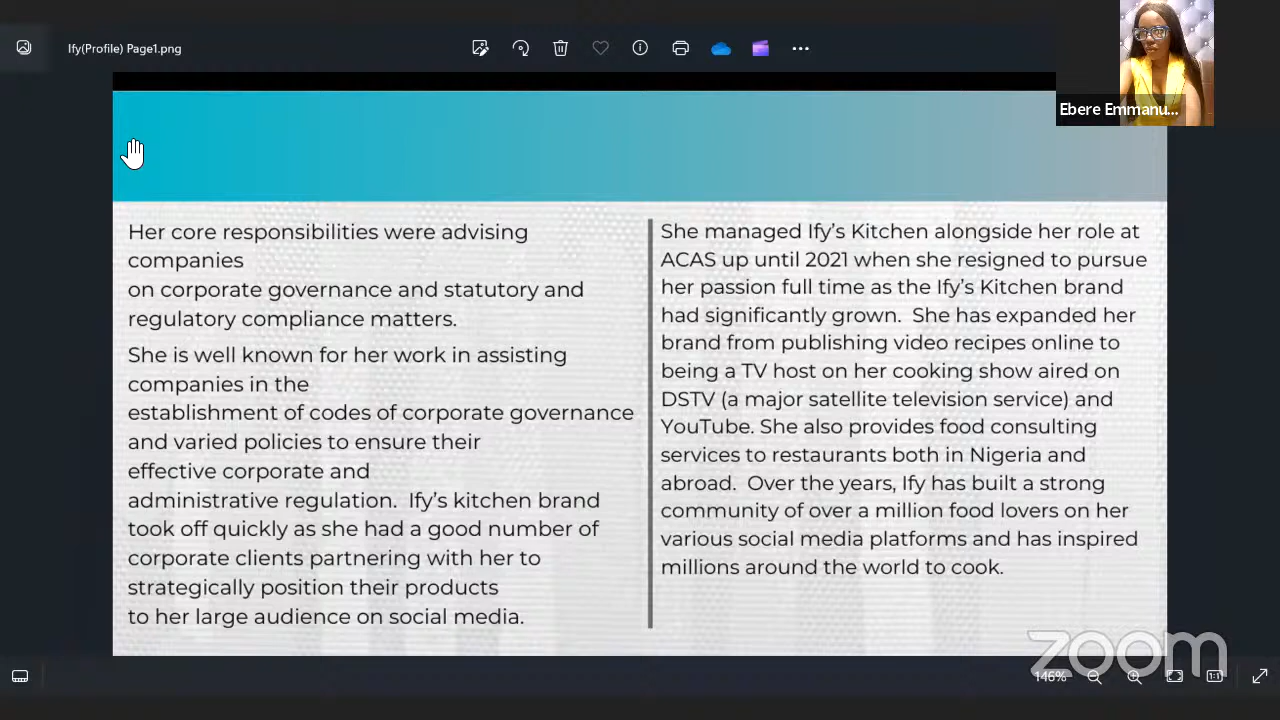 Ify(Profile) Page1.png
Ebere Emmanu...
Her core responsibilities were advising
companies
on corporate governance and statutory and
regulatory compliance matters.
She is well known for her work in assisting
companies in the
establishment of codes of corporate governance
and varied policies to ensure their
effective corporate and
administrative regulation.  Ify's kitchen brand
took off quickly as she had a good number of
corporate clients partnering with her to
strategically position their products
to her large audience on social media.
She managed Ify's Kitchen alongside her role at
ACAS up until 2021 when she resigned to pursue
her passion full time as the Ify's Kitchen brand
had significantly grown.  She has expanded her
brand from publishing video recipes online to
being a TV host on her cooking show aired on
DSTV (a major satellite television service) and
YouTube. She also provides food consulting
services to restaurants both in Nigeria and
abroad.  Over the years, Ify has built a strong
community of over a million food lovers on her
various social media platforms and has inspired
millions around the world to cook.
zoom
146%
1:1